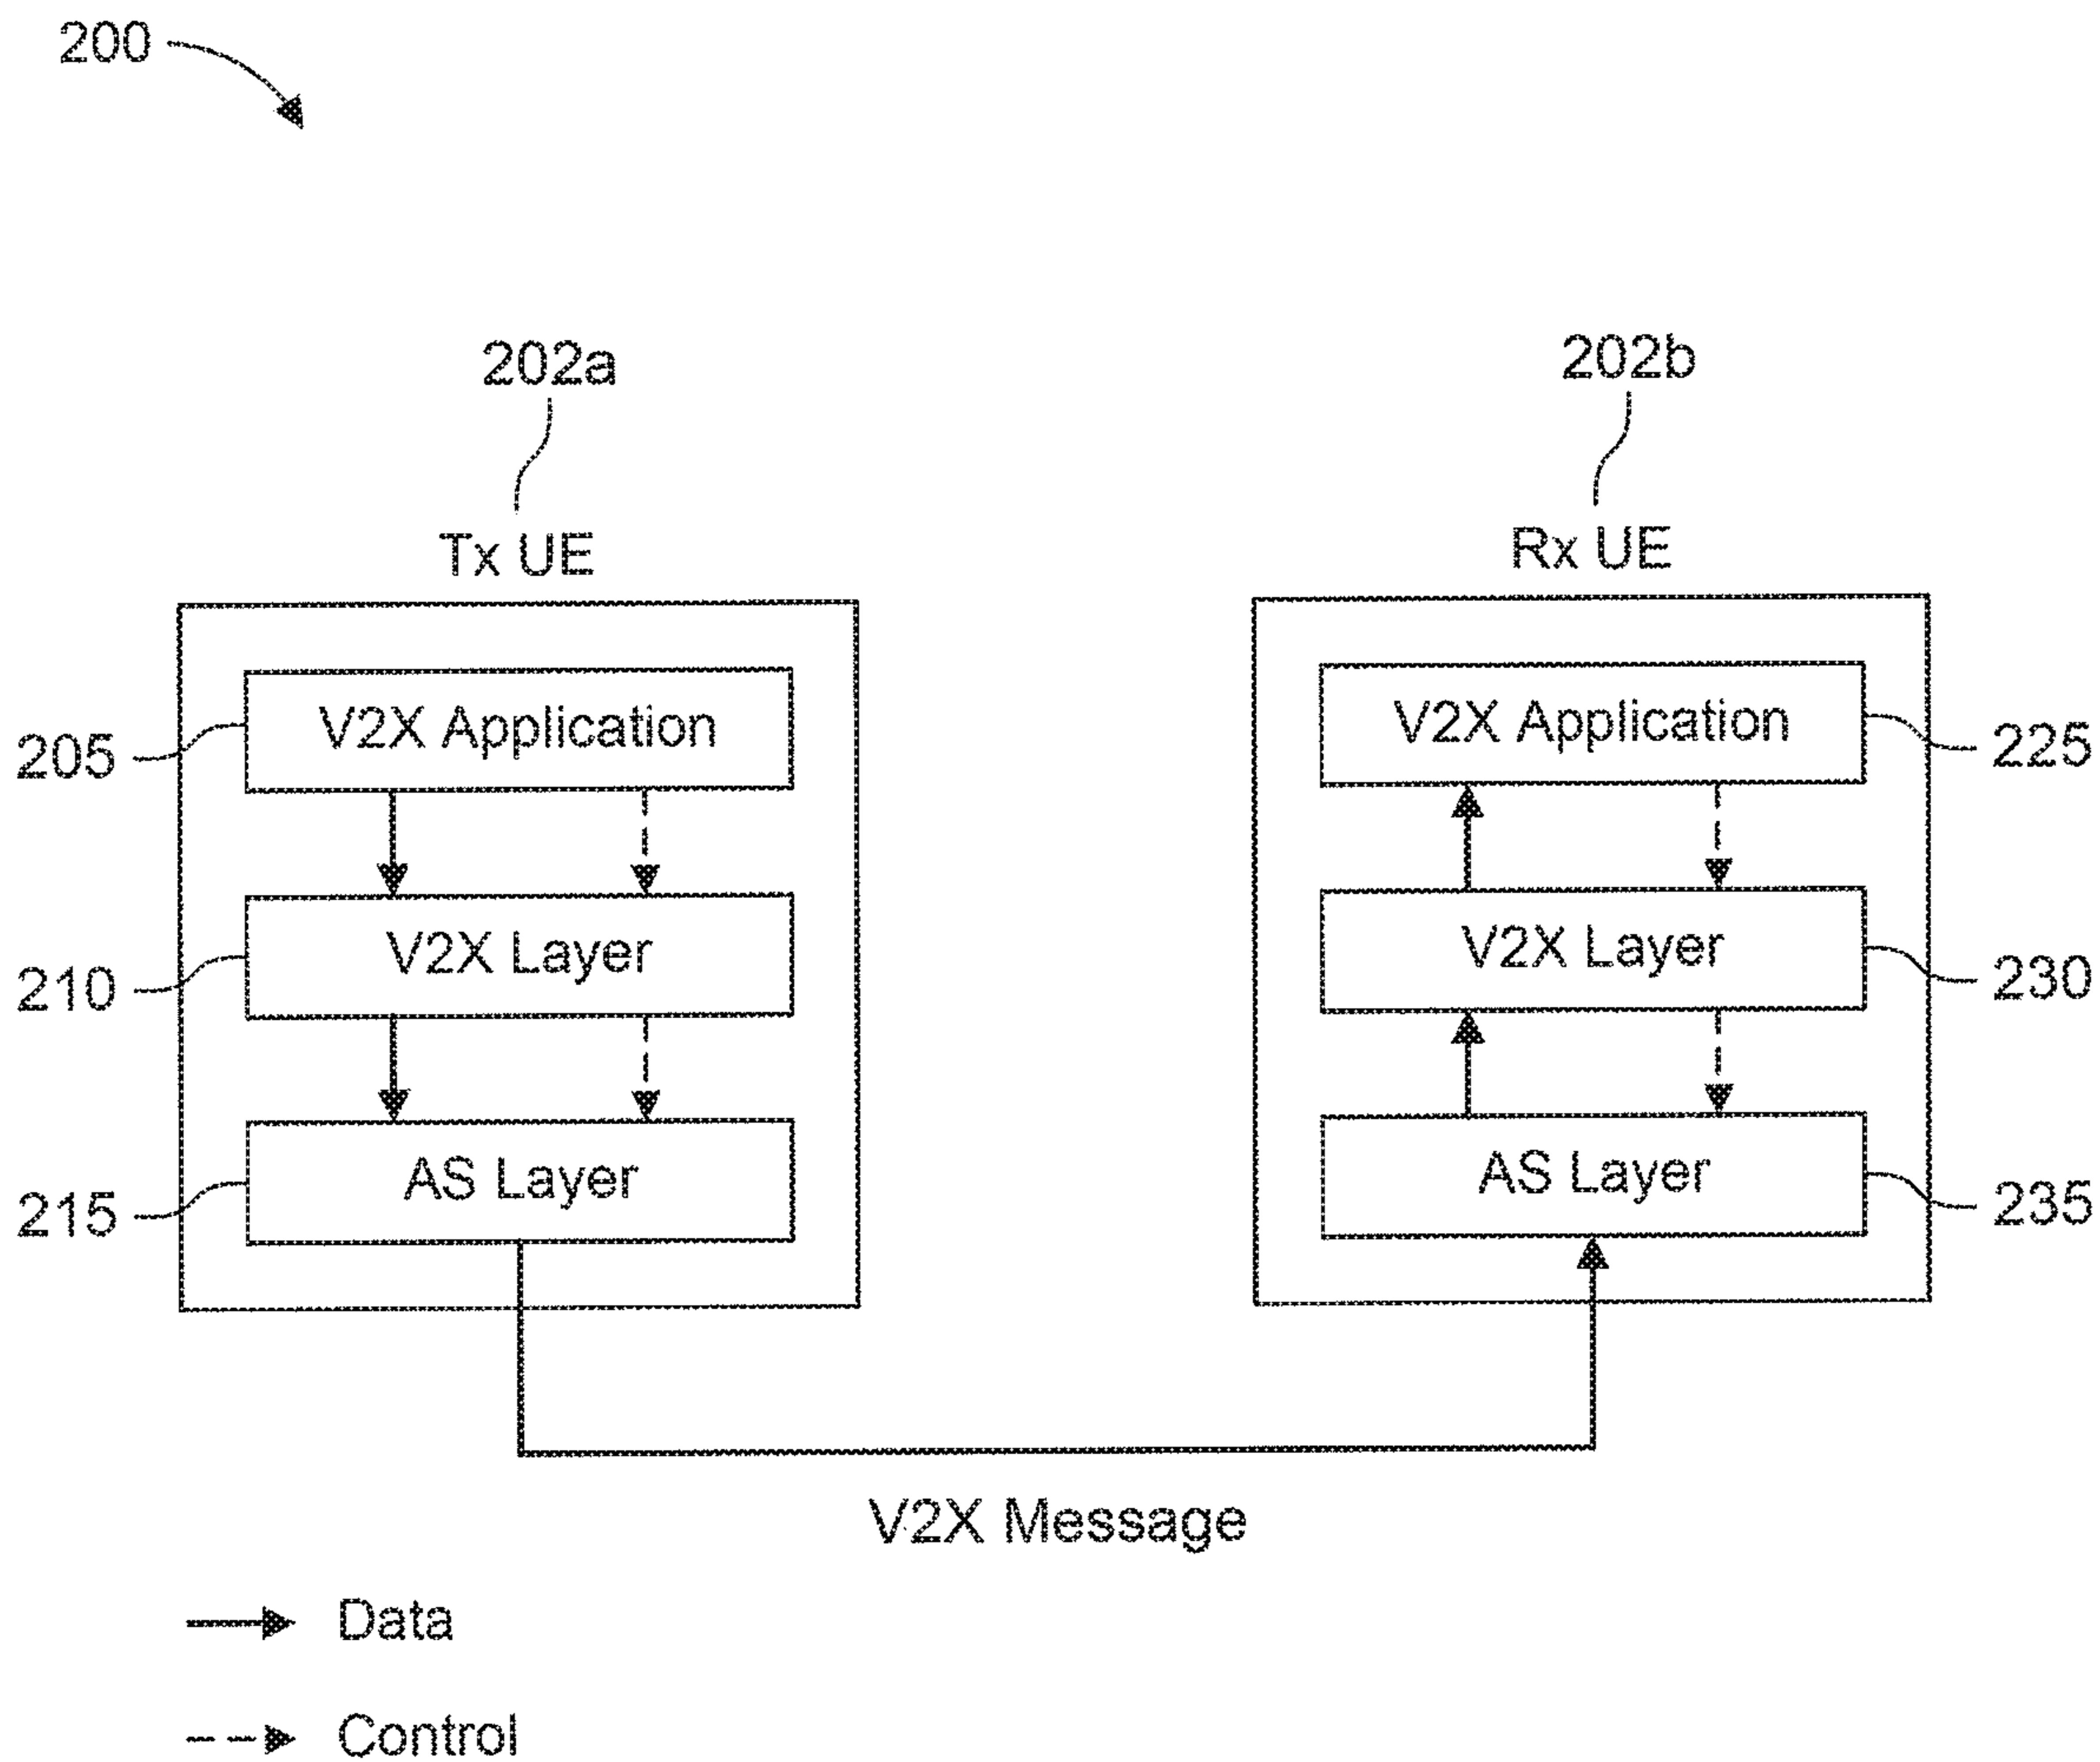 200
202a
202b
Tx UE
Rx UE
V2X Application
V2X Application
205
225
V2X Layer
V2X Layer
210
230
AS Layer
AS Layer
215
235
V2X Message
Data
Control